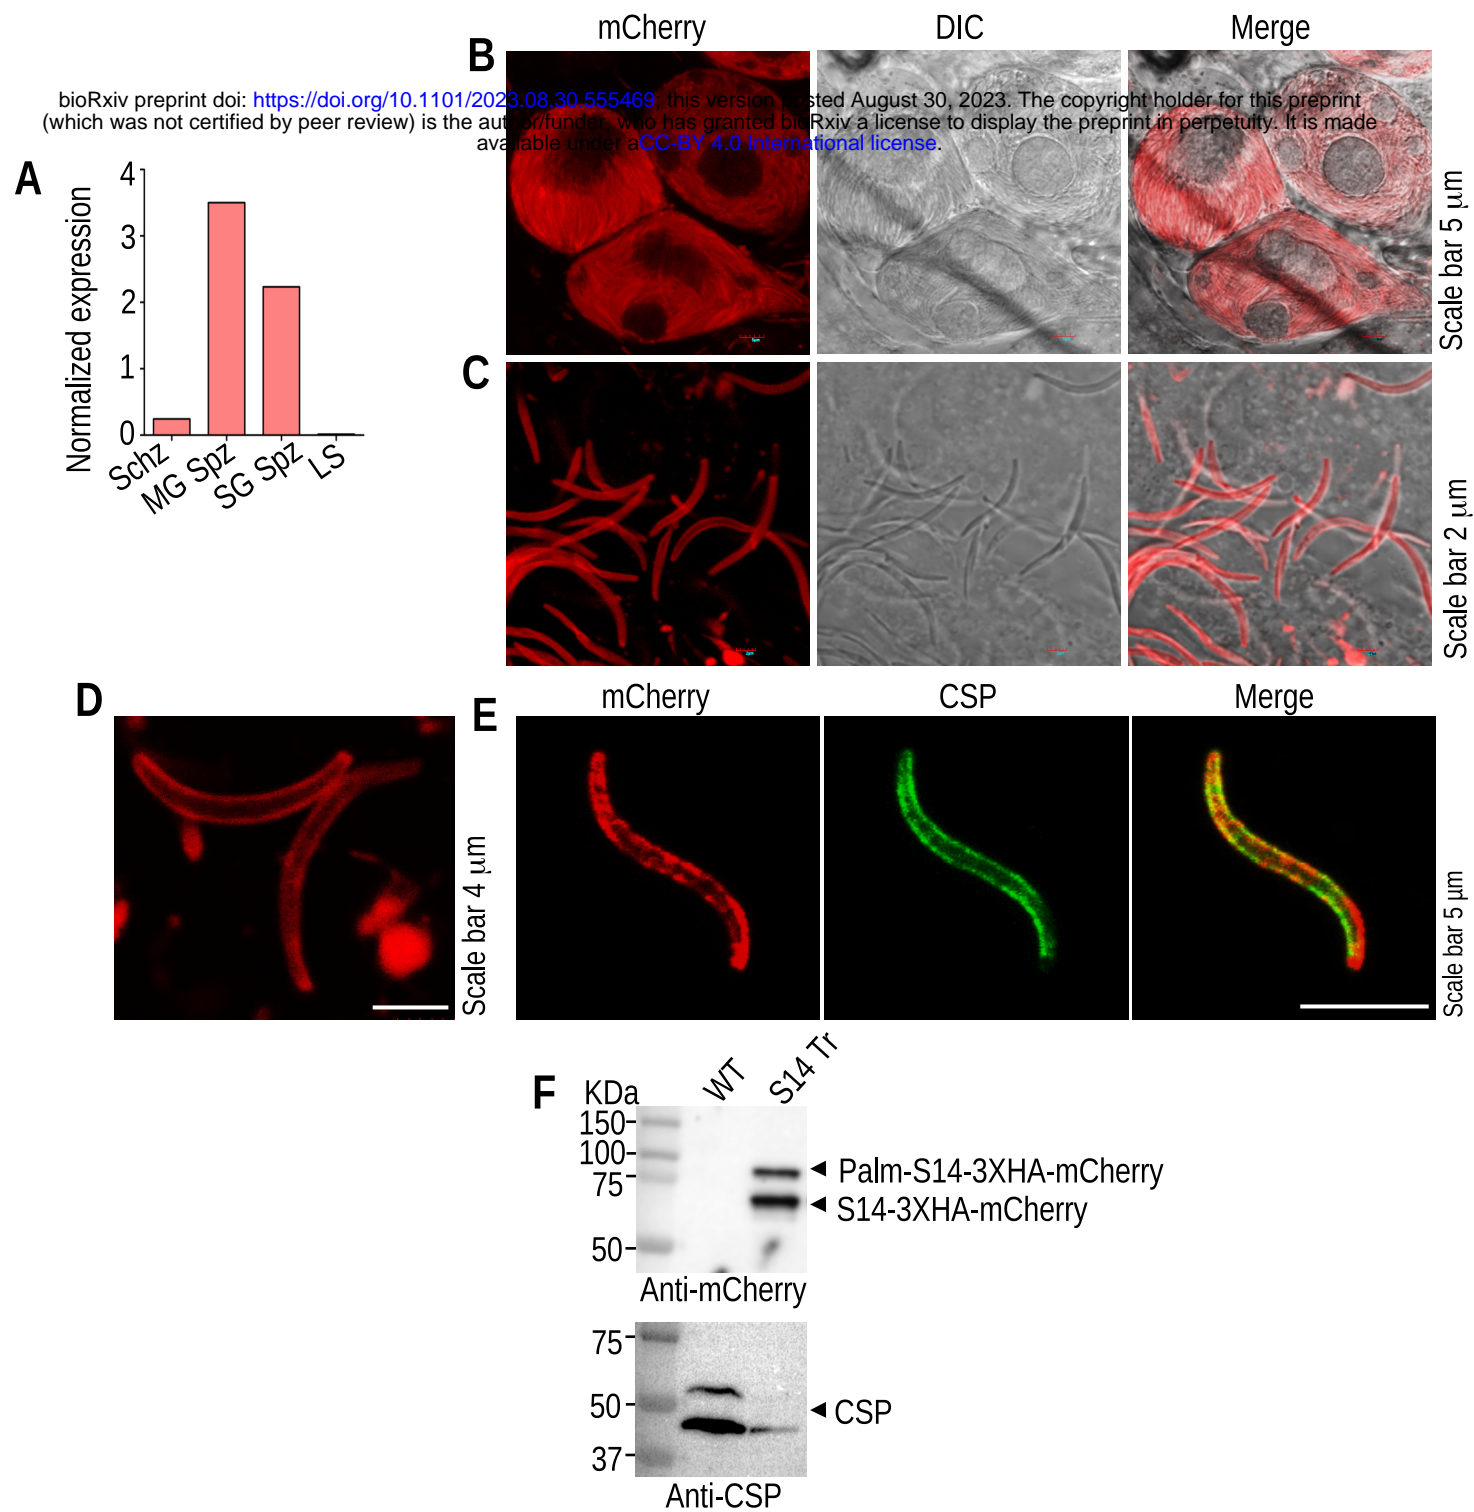 mCherry DIC Merge
B
bioRxiv preprint doi: https://doi.org/10.1101/2023.08.30.555469; this version posted August 30, 2023. The copyright holder for this preprint
(which was not certified by peer review) is the author/funder, who has granted bioRxiv a license to display the preprint in perpetuity. It is made
available under aCC-BY 4.0 International license.
A
Normalized expression
4
3
2
1
0
Schz MG Spz SG Spz LS
Scale bar 5 μm
C
Scale bar 2 μm
D
Scale bar 4 μm
E
mCherry CSP Merge
Scale bar 5 μm
F
KDa WT S14 Tr
150
100
75
50
Palm-S14-3XHA-mCherry
S14-3XHA-mCherry
Anti-mCherry
75
50
37
CSP
Anti-CSP